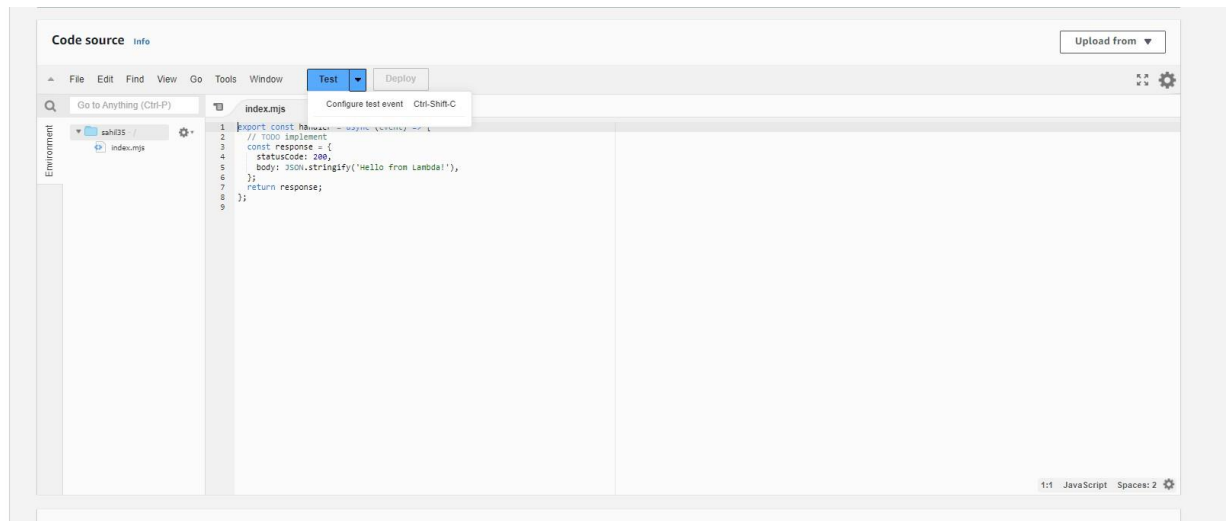 Code source Info
Upload from ▼
File Edit Find View Go Tools Window Test Deploy
Go to Anything (Ctrl-P)
index.mjs
Configure test event Ctrl-Shift-C
Environment
sahil35 - /
index.mjs
1 export const handler = async (event) => {
2 // TODO implement
3 const response = {
4 statusCode: 200,
5 body: JSON.stringify('Hello from Lambda!'),
6 };
7 return response;
8 };
9
1:1 JavaScript Spaces: 2